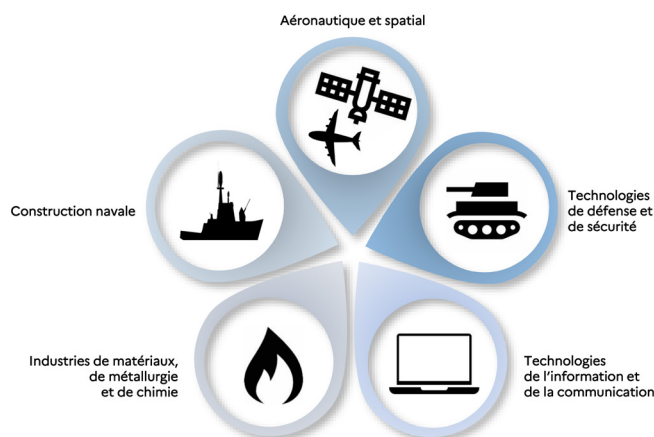 Aéronautique et spatial
Construction navale
Technologies
de défense et
de sécurité
Industries de matériaux,
de métallurgie
et de chimie
Technologies
de l'information et
de la communication